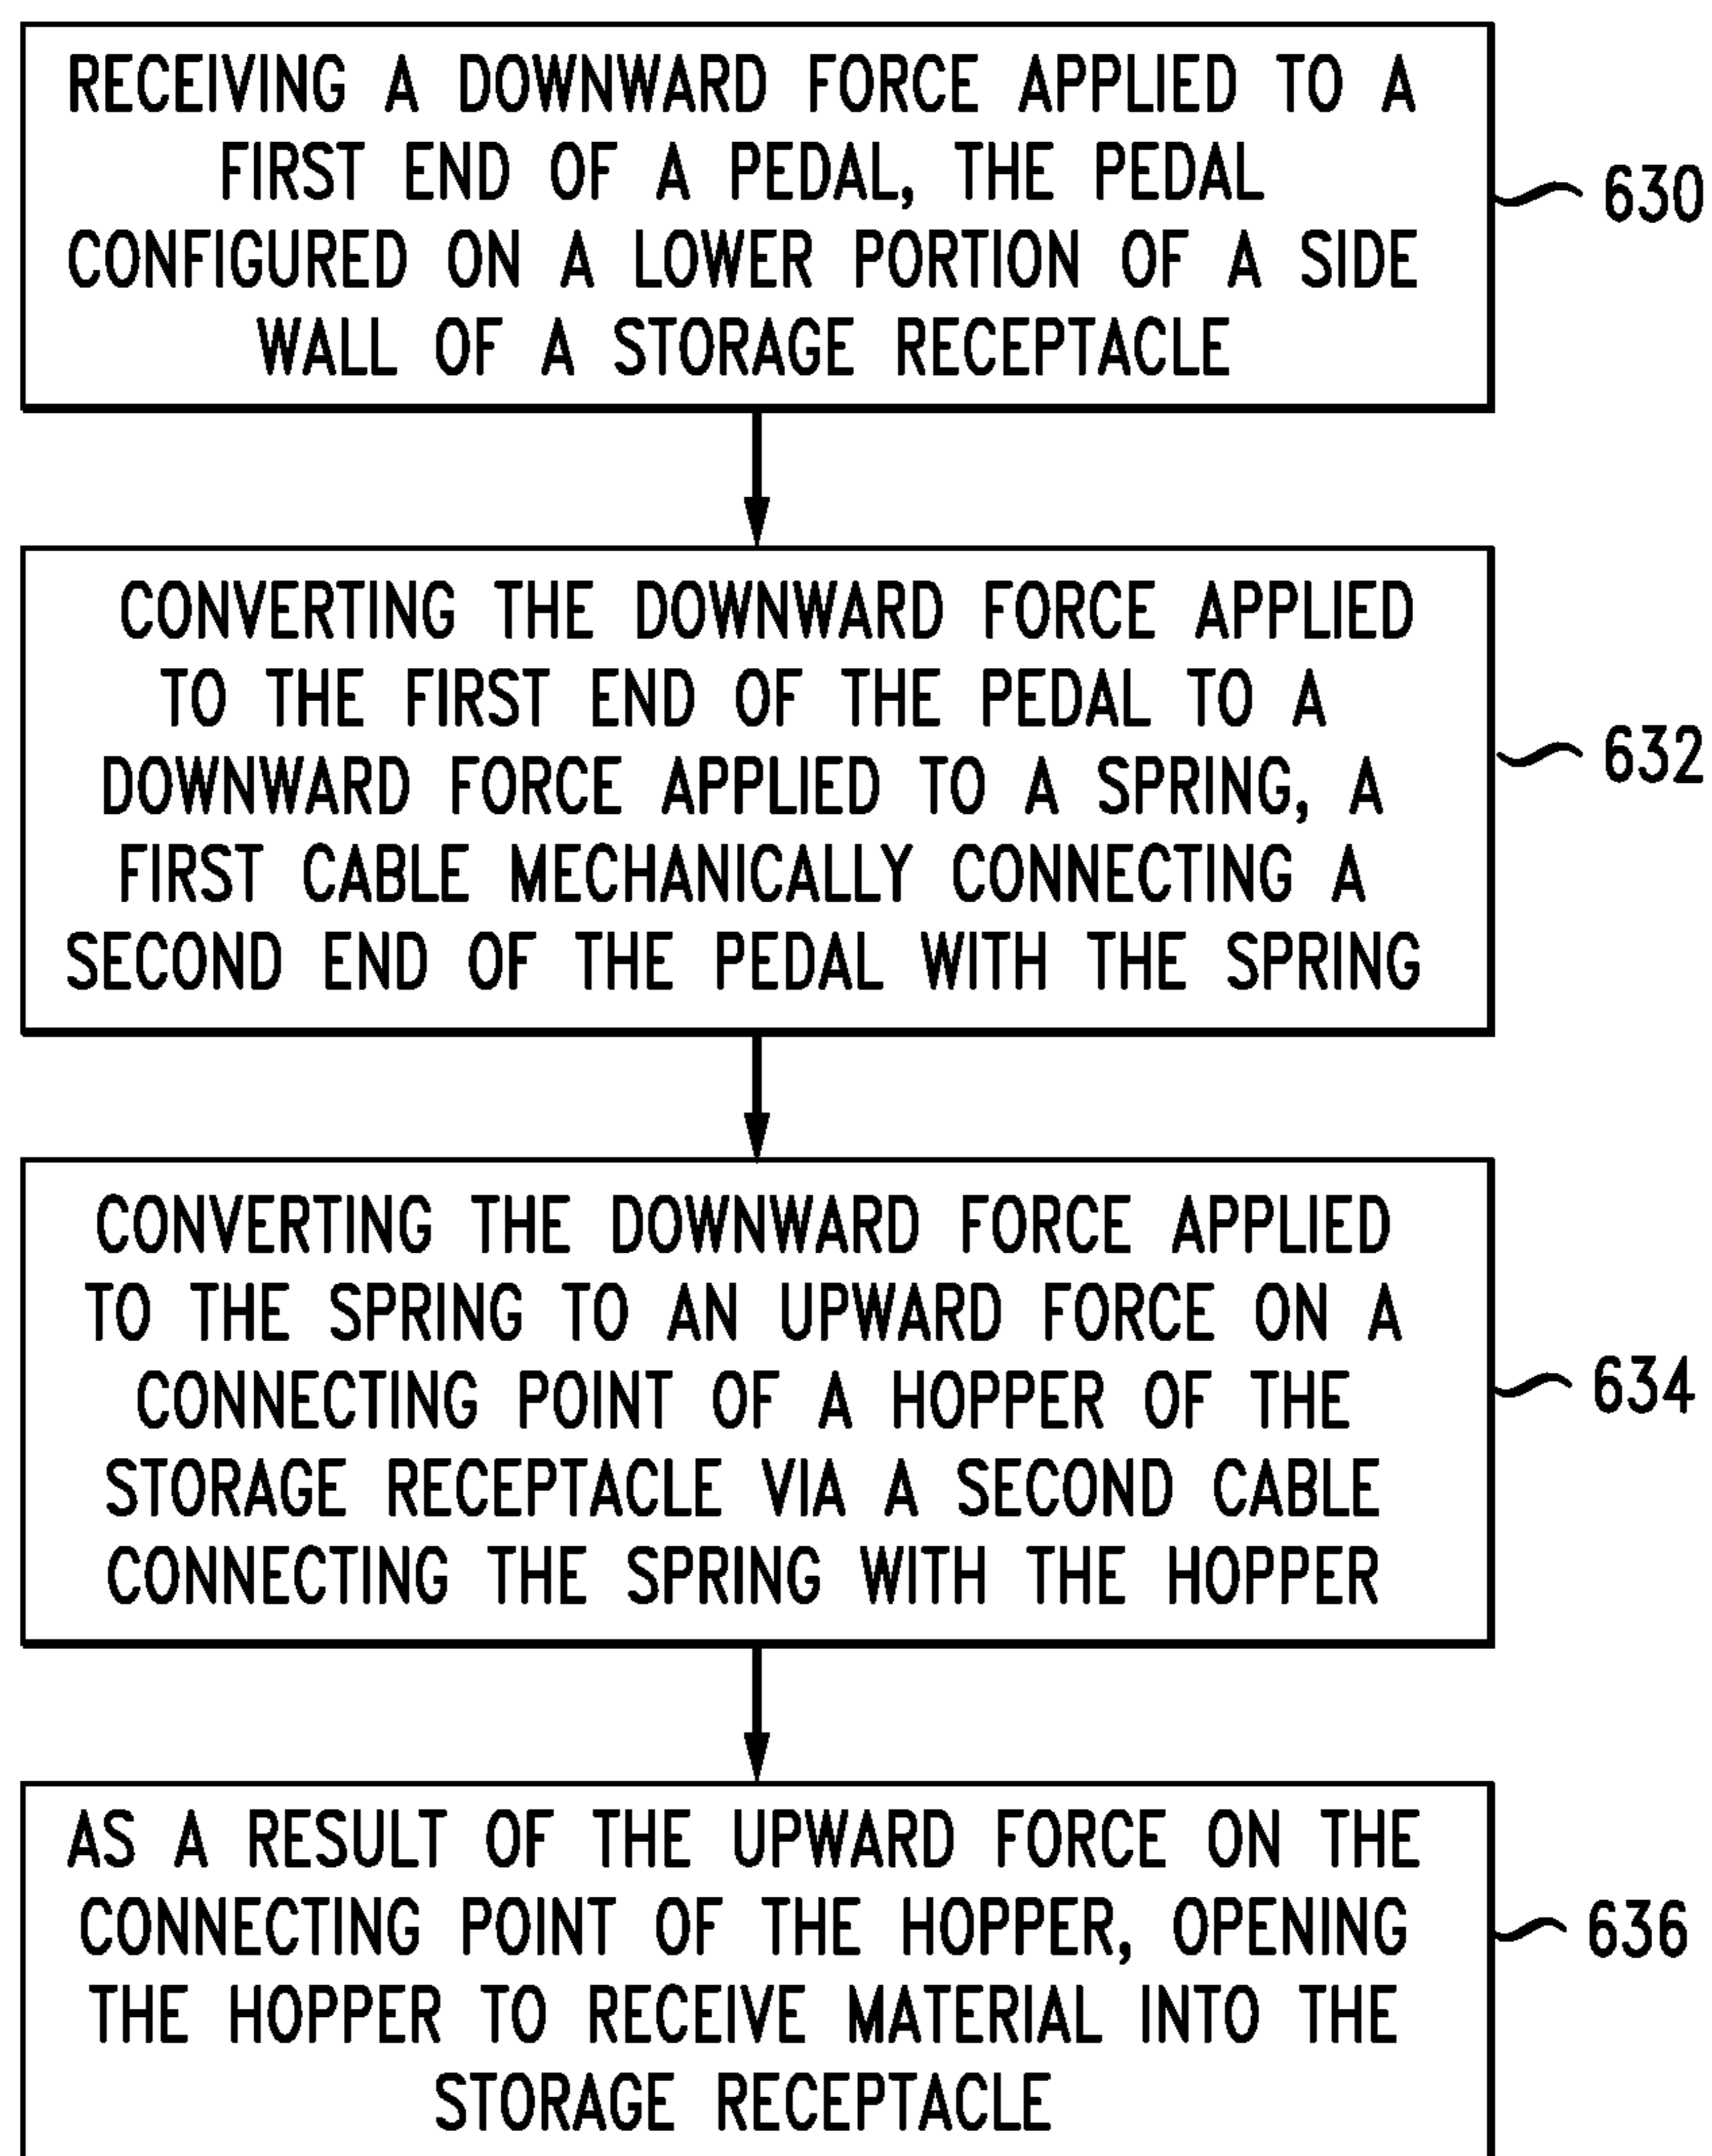 RECEIVING A DOWNWARD FORCE APPLIED TO A
FIRST END OF A PEDAL, THE PEDAL
CONFIGURED ON A LOWER PORTION OF A SIDE
WALL OF A STORAGE RECEPTACLE
630
CONVERTING THE DOWNWARD FORCE APPLIED
TO THE FIRST END OF THE PEDAL TO A
DOWNWARD FORCE APPLIED TO A SPRING, A
FIRST CABLE MECHANICALLY CONNECTING A
SECOND END OF THE PEDAL WITH THE SPRING
632
CONVERTING THE DOWNWARD FORCE APPLIED
TO THE SPRING TO AN UPWARD FORCE ON A
CONNECTING POINT OF A HOPPER OF THE
STORAGE RECEPTACLE VIA A SECOND CABLE
CONNECTING THE SPRING WITH THE HOPPER
634
AS A RESULT OF THE UPWARD FORCE ON THE
CONNECTING POINT OF THE HOPPER, OPENING
THE HOPPER TO RECEIVE MATERIAL INTO THE
STORAGE RECEPTACLE
636